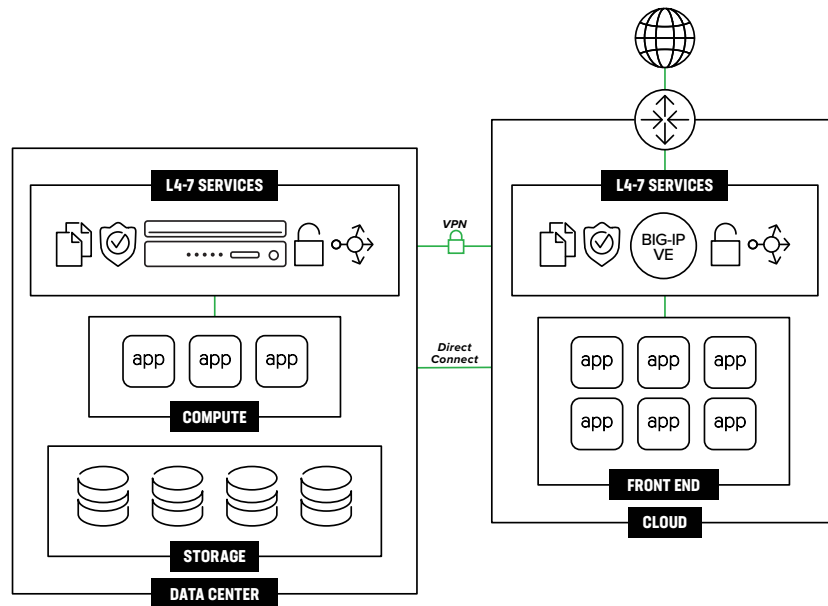 L4-7 SERVICES
L4-7 SERVICES
VPN
BIG-IP
VE
app app app
COMPUTE
Direct
Connect
app app app
app app app
FRONT END
CLOUD
STORAGE
DATA CENTER